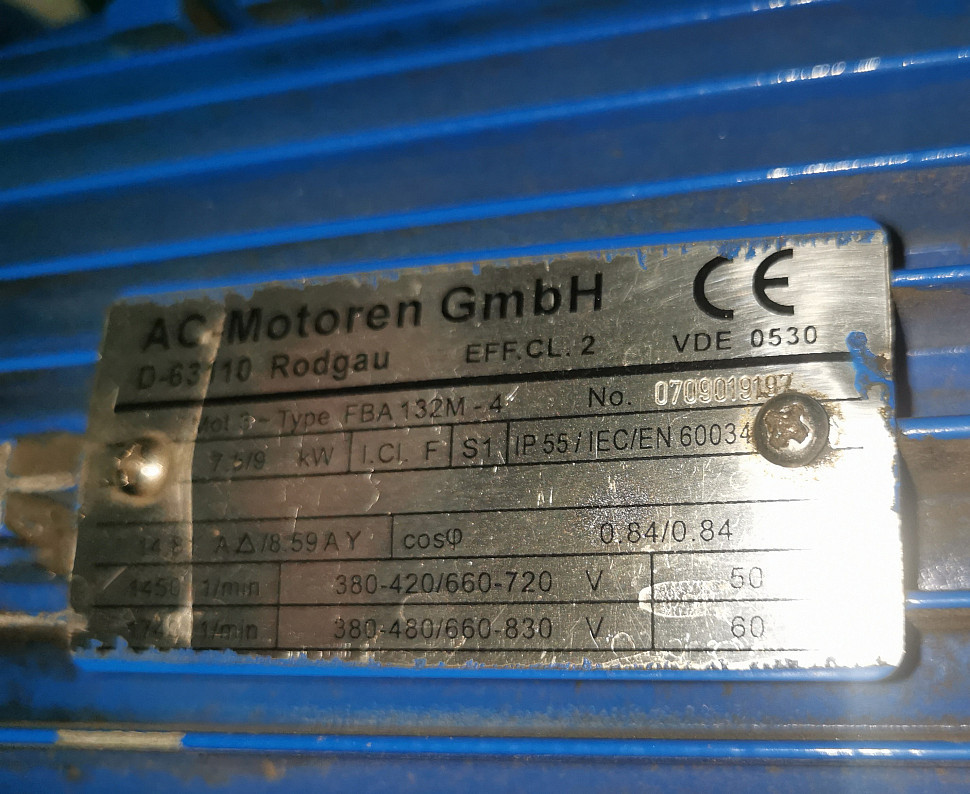 AC Motoren GmbH CE
D-63110 Rodgau EFF.CL. 2 VDE 0530
Mot 3~ Type FBA 132M - 4 No. 0709019197
7.5/9 kW I.Cl. F S1 IP 55 / IEC/EN 60034
A Δ/8.59 A Y cosφ 0.84/0.84
1450 1/min 380-420/660-720 V 50
1/min 380-480/660-830 V 60